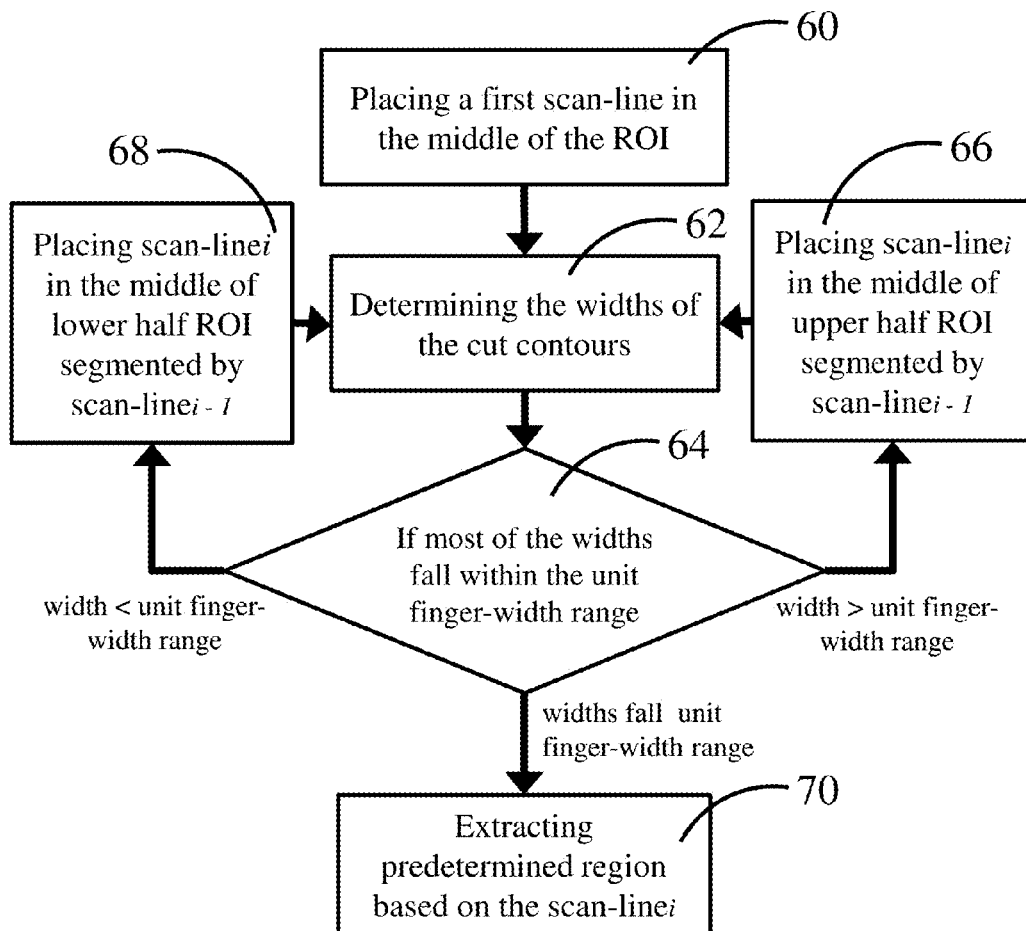 60
Placing a first scan-line in
the middle of the ROI
68
Placing scan-linei
in the middle of
lower half ROI
segmented by
scan-linei - 1
62
Determining the widths of
the cut contours
66
Placing scan-linei
in the middle of
upper half ROI
segmented by
scan-linei - 1
64
If most of the widths
fall within the unit
finger-width range
width < unit finger-
width range
width > unit finger-
width range
widths fall unit
finger-width range
70
Extracting
predetermined region
based on the scan-linei